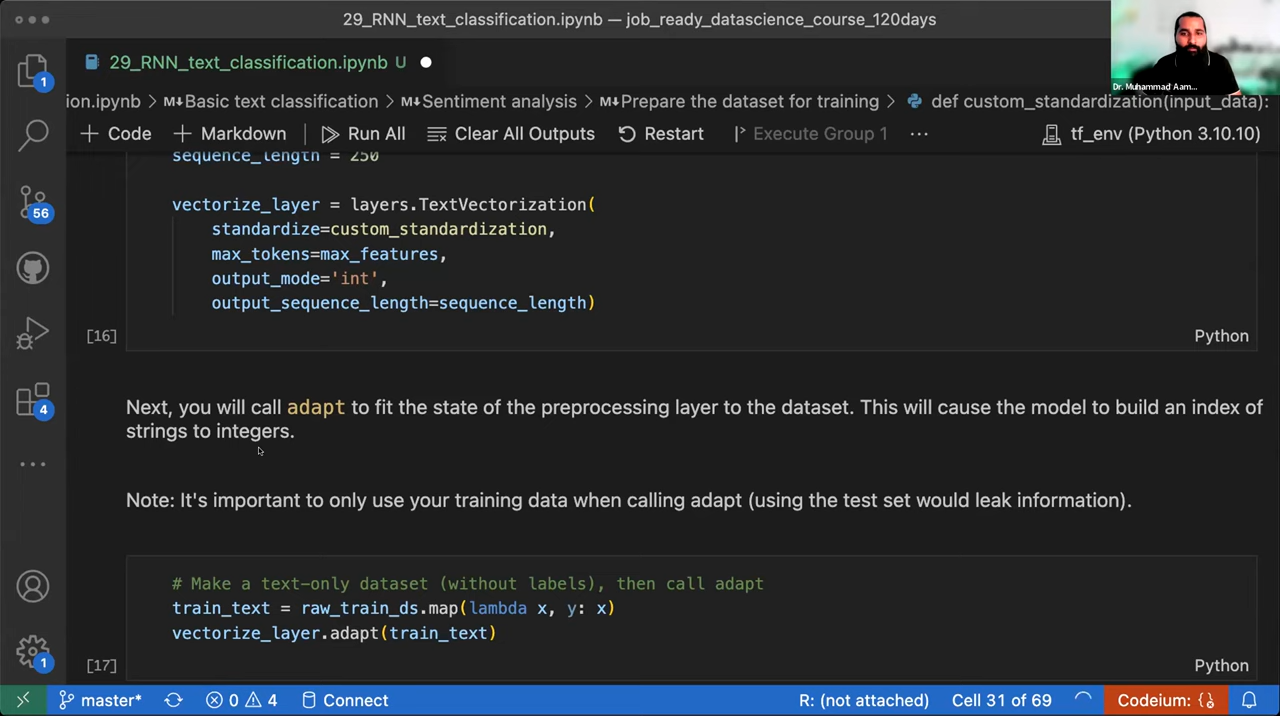 29_RNN_text_classification.ipynb — job_ready_datascience_course_120days
29_RNN_text_classification.ipynb U
ion.ipynb > M↓Basic text classification > M↓Sentiment analysis > M↓Prepare the dataset for training > def custom_standardization(input_data):
+ Code + Markdown Run All Clear All Outputs Restart Execute Group 1 ... tf_env (Python 3.10.10)
Dr. Muhammad Aam...
1
56
4
1
sequence_length = 250
vectorize_layer = layers.TextVectorization(
standardize=custom_standardization,
max_tokens=max_features,
output_mode='int',
output_sequence_length=sequence_length)
[16] Python
Next, you will call adapt to fit the state of the preprocessing layer to the dataset. This will cause the model to build an index of
strings to integers.
Note: It's important to only use your training data when calling adapt (using the test set would leak information).
# Make a text-only dataset (without labels), then call adapt
train_text = raw_train_ds.map(lambda x, y: x)
vectorize_layer.adapt(train_text)
[17] Python
master* 0 4 Connect R: (not attached) Cell 31 of 69 Codeium: {}